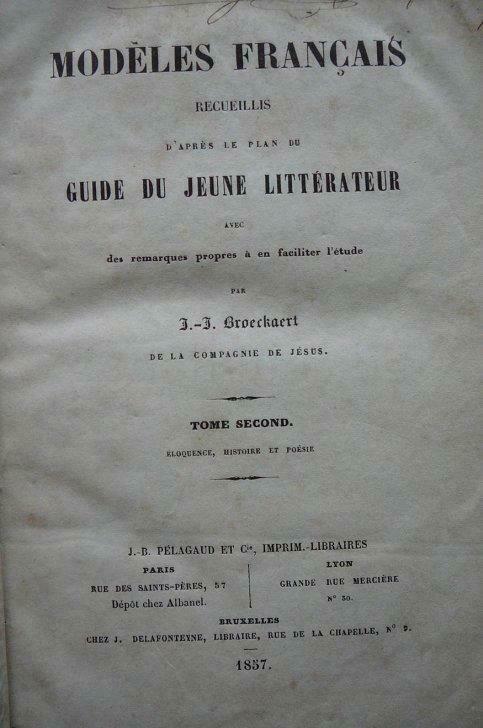 MODÈLES FRANÇAIS
RECUEILLIS
D'APRÈS LE PLAN DU
GUIDE DU JEUNE LITTÉRATEUR
AVEC
des remarques propres à en faciliter l'étude
PAR
J.-J. Broeckaert
DE LA COMPAGNIE DE JÉSUS.
TOME SECOND.
ÉLOQUENCE, HISTOIRE ET POÉSIE
J.-B. PÉLAGAUD ET Cie, IMPRIM.-LIBRAIRES
PARIS
RUE DES SAINTS-PÈRES, 57
Dépôt chez Albanel.
LYON
GRANDE RUE MERCIÈRE
N° 50.
BRUXELLES
CHEZ J. DELAFONTEYNE, LIBRAIRE, RUE DE LA CHAPELLE, N° 9.
1857.